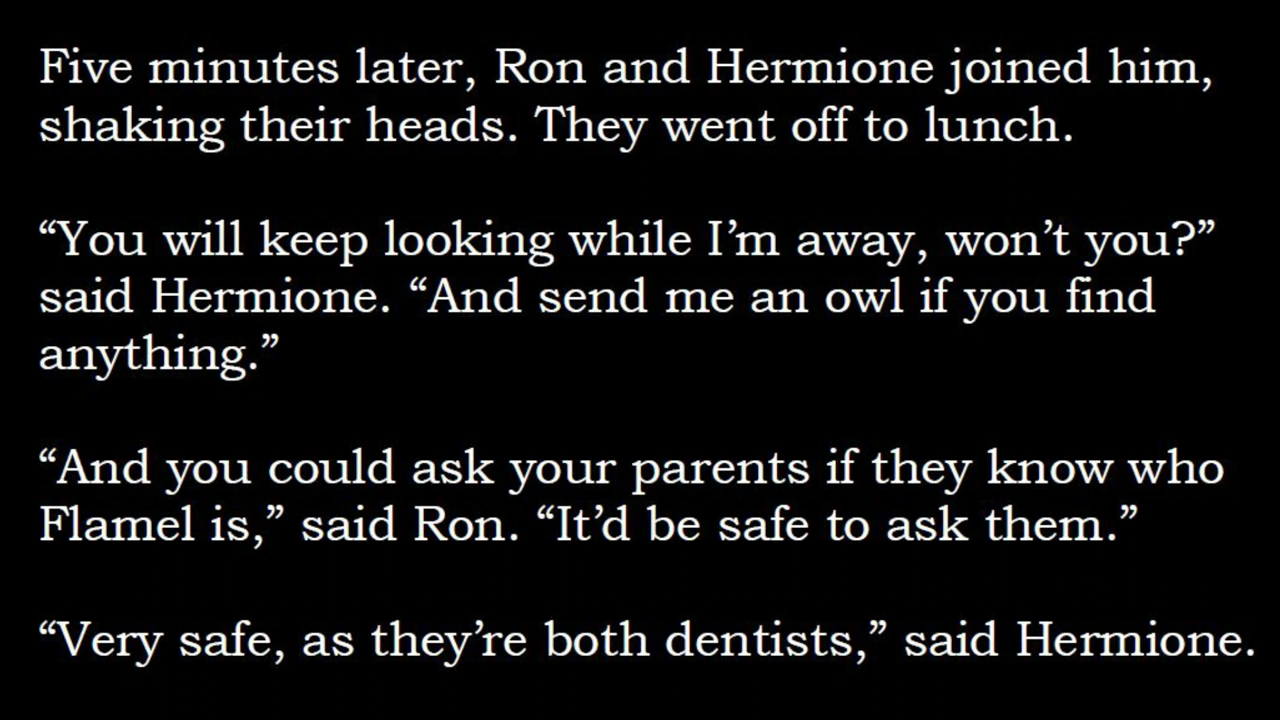 Five minutes later, Ron and Hermione joined him,
shaking their heads. They went off to lunch.
“You will keep looking while I’m away, won’t you?”
said Hermione. “And send me an owl if you find
anything.”
“And you could ask your parents if they know who
Flamel is,” said Ron. “It’d be safe to ask them.”
“Very safe, as they’re both dentists,” said Hermione.